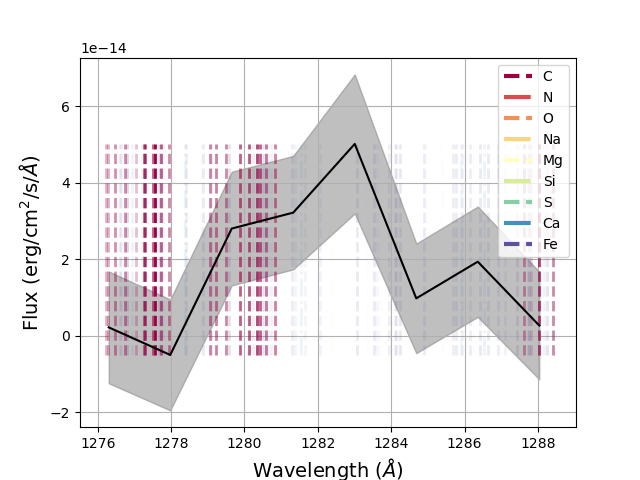 1e−14
6
4
2
0
−2
1276 1278 1280 1282 1284 1286 1288
Flux (erg/cm²/s/Å)
Wavelength (Å)
C
N
O
Na
Mg
Si
S
Ca
Fe